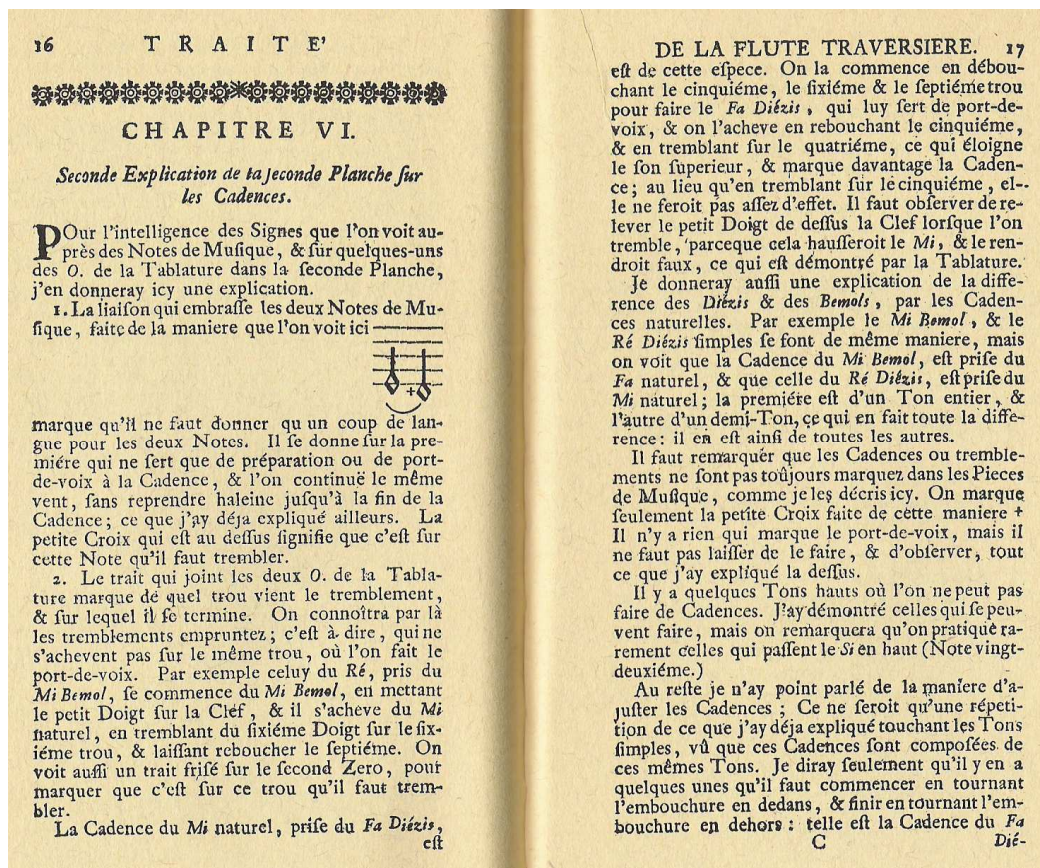 16 TRAITE'
CHAPITRE VI.
Seconde Explication de la seconde Planche ſur
les Cadences.
POur l'intelligence des Signes que l'on voit au-
près des Notes de Muſique, & ſur quelques-uns
des O. de la Tablature dans la ſeconde Planche,
j'en donneray icy une explication.
1. La liaiſon qui embraſſe les deux Notes de Mu-
ſique, faite de la maniere que l'on voit ici
+
marque qu'il ne faut donner qu un coup de lan-
gue pour les deux Notes. Il ſe donne ſur la pre-
miére qui ne ſert que de préparation ou de port-
de-voix à la Cadence, & l'on continuë le même
vent, ſans reprendre haleine juſqu'à la fin de la
Cadence; ce que j'ay déja expliqué ailleurs. La
petite Croix qui eſt au deſſus ſignifie que c'eſt ſur
cette Note qu'il faut trembler.
2. Le trait qui joint les deux O. de la Tabla-
ture marque de quel trou vient le tremblement,
& ſur lequel il ſe termine. On connoîtra par là
les tremblements empruntez; c'eſt à dire, qui ne
s'achevent pas ſur le même trou, où l'on fait le
port-de-voix. Par exemple celuy du Ré, pris du
Mi Bemol, ſe commence du Mi Bemol, en mettant
le petit Doigt ſur la Clef, & il s'acheve du Mi
naturel, en tremblant du ſixiéme Doigt ſur le ſix-
iéme trou, & laiſſant reboucher le ſeptiéme. On
voit auſſi un trait friſé ſur le ſecond Zero, pour
marquer que c'eſt ſur ce trou qu'il faut trem-
bler.
La Cadence du Mi naturel, priſe du Fa Diézis,
eſt
DE LA FLUTE TRAVERSIERE. 17
eſt de cette eſpece. On la commence en débou-
chant le cinquiéme, le ſixiéme & le ſeptiéme trou
pour faire le Fa Diézis, qui luy ſert de port-de-
voix, & on l'acheve en rebouchant le cinquiéme,
& en tremblant ſur le quatriéme, ce qui éloigne
le ſon ſuperieur, & marque davantage la Caden-
ce; au lieu qu'en tremblant ſur le cinquiéme, el-
le ne feroit pas aſſez d'effet. Il faut obſerver de re-
lever le petit Doigt de deſſus la Clef lorſque l'on
tremble, parceque cela hauſſeroit le Mi, & le ren-
droit faux, ce qui eſt démontré par la Tablature.
Je donneray auſſi une explication de la diffe-
rence des Diézis & des Bemols, par les Caden-
ces naturelles. Par exemple le Mi Bemol, & le
Ré Diézis ſimples ſe font de même maniere, mais
on voit que la Cadence du Mi Bemol, eſt priſe du
Fa naturel, & que celle du Ré Diézis, eſt priſe du
Mi naturel; la premiére eſt d'un Ton entier, &
l'autre d'un demi-Ton, ce qui en fait toute la diffe-
rence: il en eſt ainſi de toutes les autres.
Il faut remarquer que les Cadences ou tremble-
ments ne ſont pas toûjours marquez dans les Pieces
de Muſique, comme je les décris icy. On marque
ſeulement la petite Croix faite de cette maniere +
Il n'y a rien qui marque le port-de-voix, mais il
ne faut pas laiſſer de le faire, & d'obſerver, tout
ce que j'ay expliqué la deſſus.
Il y a quelques Tons hauts où l'on ne peut pas
faire de Cadences. J'ay démontré celles qui ſe peu-
vent faire, mais on remarquera qu'on pratique ra-
rement celles qui paſſent le Si en haut (Note vingt-
deuxiéme.)
Au reſte je n'ay point parlé de la maniere d'a-
juſter les Cadences; Ce ne ſeroit qu'une répeti-
tion de ce que j'ay déja expliqué touchant les Tons
ſimples, vû que ces Cadences ſont compoſées de
ces mêmes Tons. Je diray ſeulement qu'il y en a
quelques unes qu'il faut commencer en tournant
l'embouchure en dedans, & finir en tournant l'em-
bouchure en dehors: telle eſt la Cadence du Fa
C Dié-